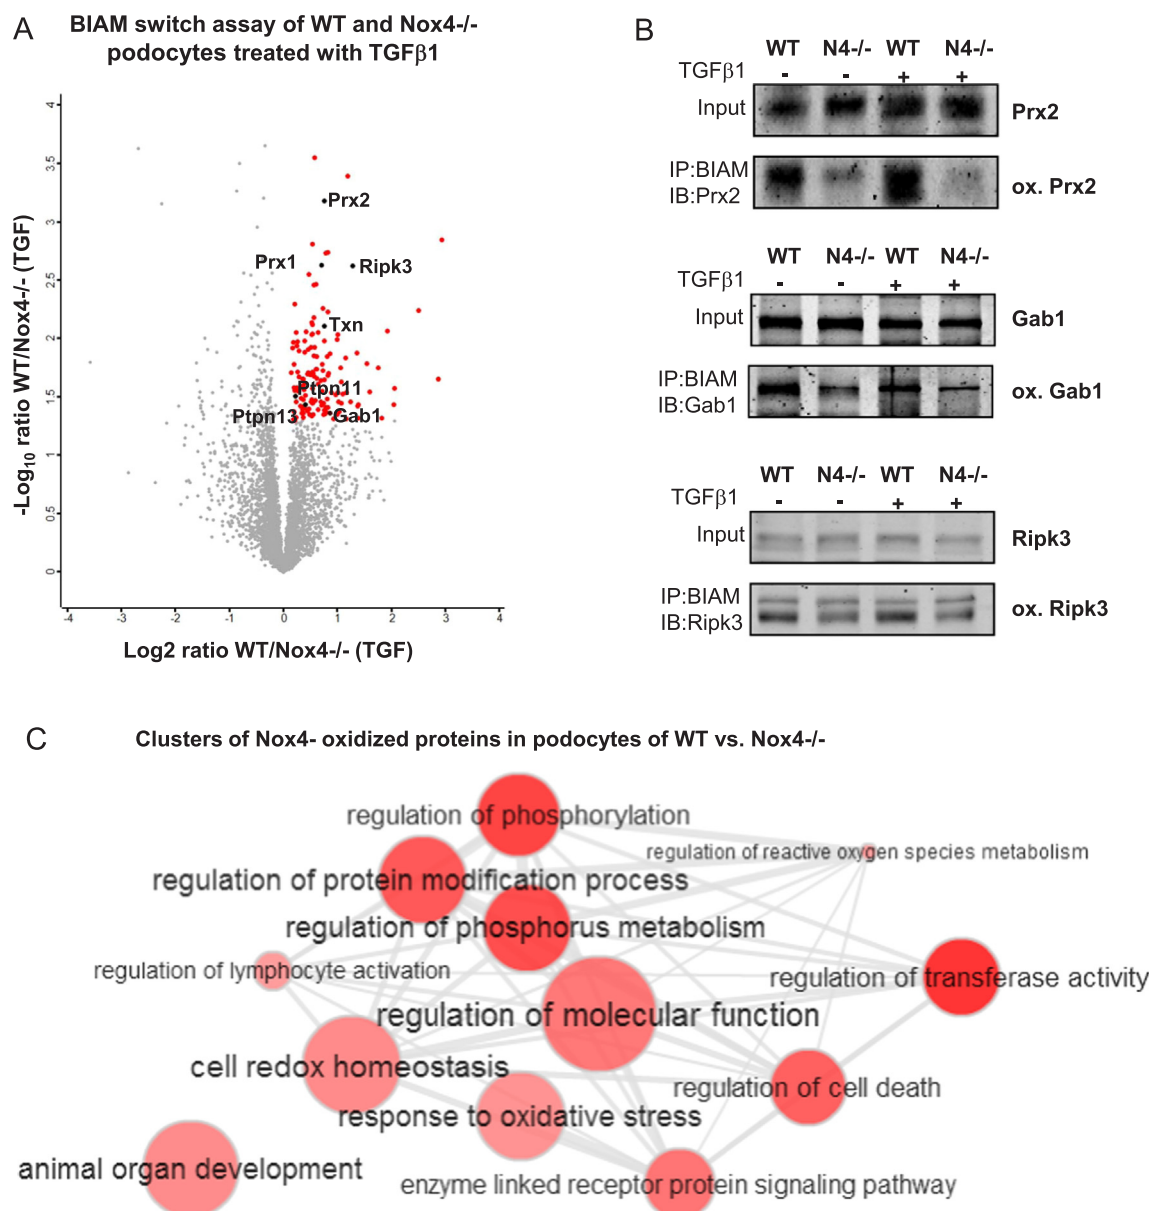 A
BIAM switch assay of WT and Nox4-/-
podocytes treated with TGFβ1
-Log10 ratio WT/Nox4-/- (TGF)
4
3.5
3
2.5
2
1.5
1
0.5
0
Prx2
Prx1
Ripk3
Txn
Ptpn11
Ptpn13
Gab1
-4 -3 -2 -1 0 1 2 3 4
Log2 ratio WT/Nox4-/- (TGF)
B
WT N4-/- WT N4-/-
TGFβ1 - - + +
Input Prx2
IP:BIAM
IB:Prx2
ox. Prx2
WT N4-/- WT N4-/-
TGFβ1 - - + +
Input Gab1
IP:BIAM
IB:Gab1
ox. Gab1
WT N4-/- WT N4-/-
TGFβ1 - - + +
Input Ripk3
IP:BIAM
IB:Ripk3
ox. Ripk3
C
Clusters of Nox4- oxidized proteins in podocytes of WT vs. Nox4-/-
regulation of phosphorylation
regulation of reactive oxygen species metabolism
regulation of protein modification process
regulation of phosphorus metabolism
regulation of lymphocyte activation
regulation of transferase activity
regulation of molecular function
cell redox homeostasis
regulation of cell death
response to oxidative stress
animal organ development
enzyme linked receptor protein signaling pathway